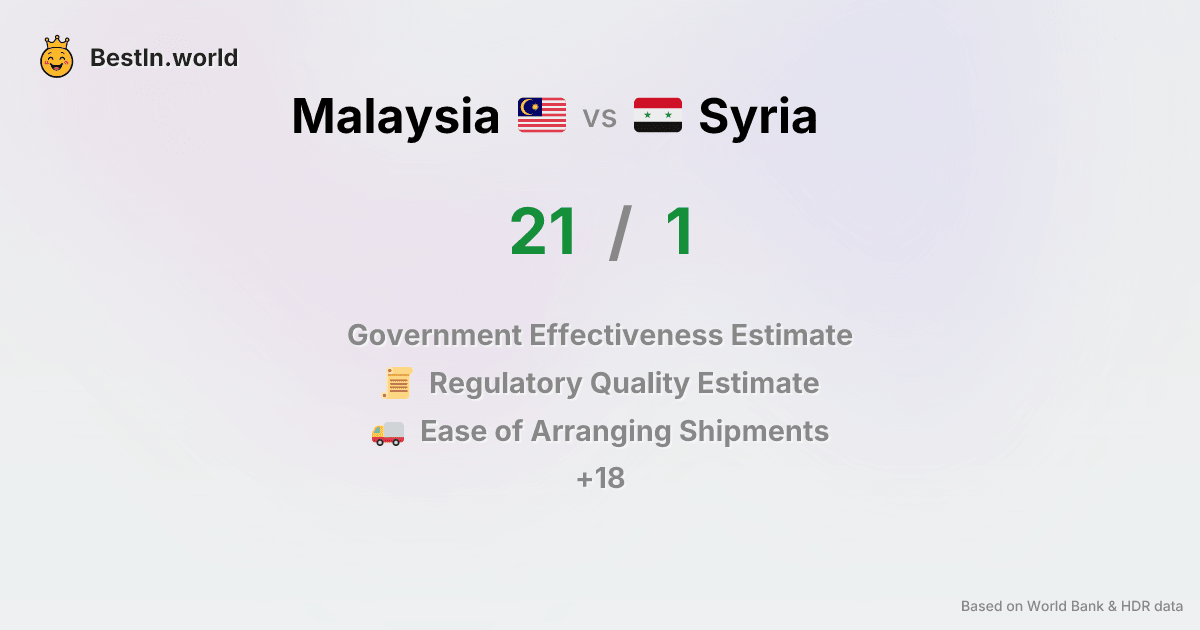 BestIn.world
Malaysia vs Syria
21 / 1
Government Effectiveness Estimate
Regulatory Quality Estimate
Ease of Arranging Shipments
+18
Based on World Bank & HDR data